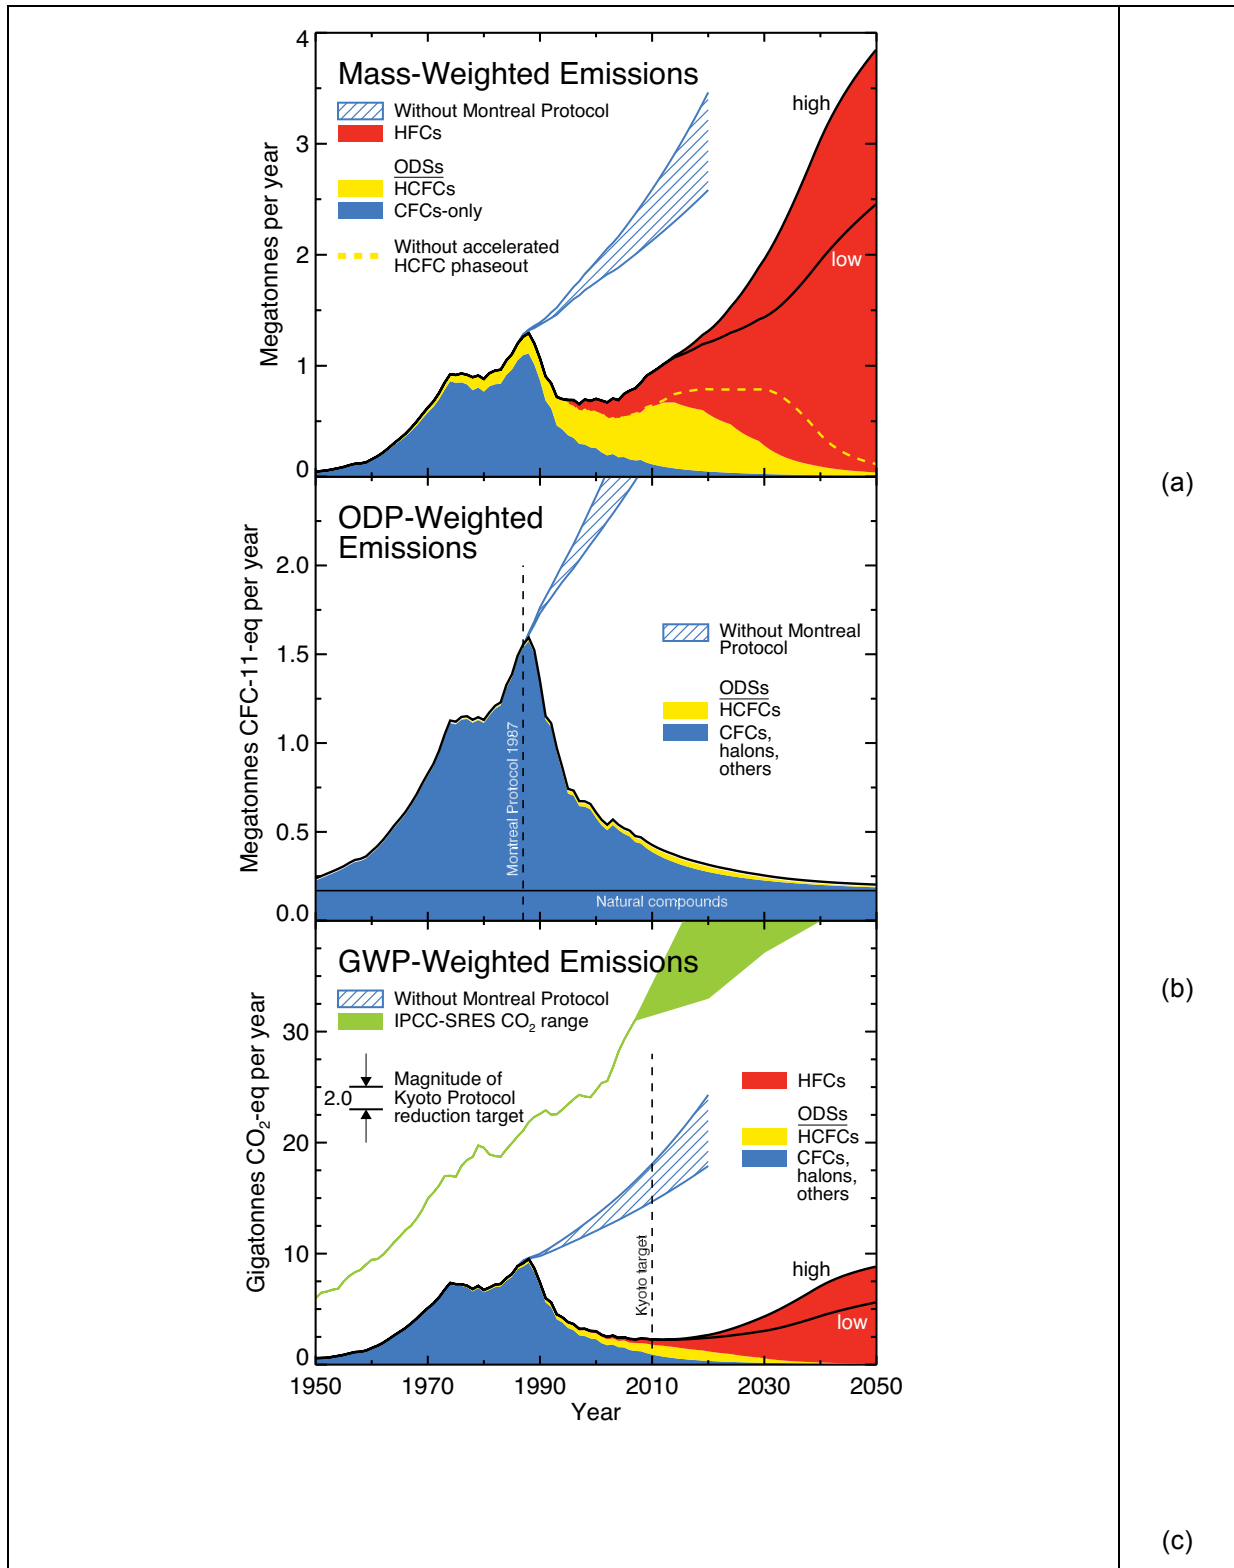 4
3
2
1
0
Megatonnes per year
Mass-Weighted Emissions
Without Montreal Protocol
HFCs
ODSs
HCFCs
CFCs-only
Without accelerated
HCFC phaseout
high
low
(a)
2.0
1.5
1.0
0.5
0.0
Megatonnes CFC-11-eq per year
ODP-Weighted
Emissions
Without Montreal
Protocol
ODSs
HCFCs
CFCs,
halons,
others
Montreal Protocol 1987
Natural compounds
(b)
30
20
10
0
Gigatonnes CO₂-eq per year
GWP-Weighted Emissions
Without Montreal Protocol
IPCC-SRES CO₂ range
2.0
Magnitude of
Kyoto Protocol
reduction target
HFCs
ODSs
HCFCs
CFCs,
halons,
others
Kyoto target
high
low
1950 1970 1990 2010 2030 2050
Year
(c)